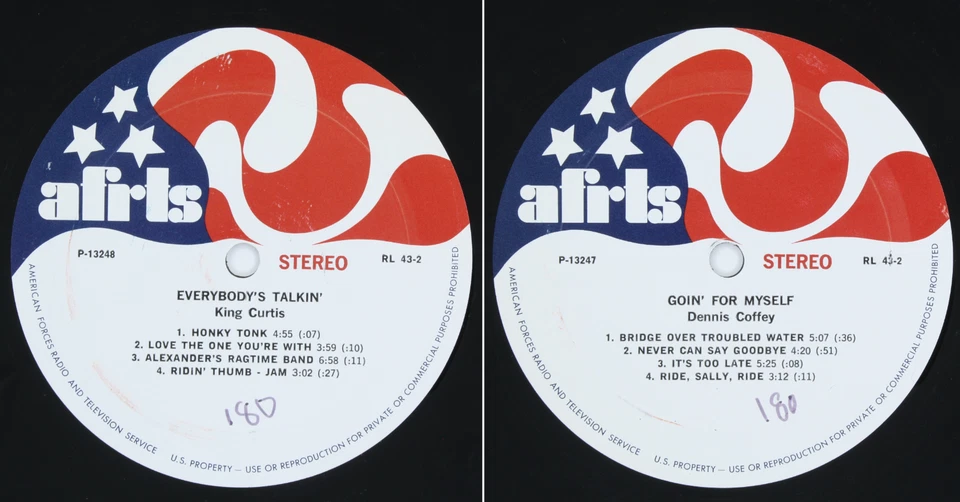 afrts
P-13248
STEREO
RL 43-2
EVERYBODY'S TALKIN'
King Curtis
1. HONKY TONK 4:55 (:07)
2. LOVE THE ONE YOU'RE WITH 3:59 (:10)
3. ALEXANDER'S RAGTIME BAND 6:58 (:11)
4. RIDIN' THUMB - JAM 3:02 (:27)
180
AMERICAN FORCES RADIO AND TELEVISION SERVICE
U.S. PROPERTY — USE OR REPRODUCTION FOR PRIVATE OR COMMERCIAL PURPOSES PROHIBITED
afrts
P-13247
STEREO
RL 43-2
GOIN' FOR MYSELF
Dennis Coffey
1. BRIDGE OVER TROUBLED WATER 5:07 (:36)
2. NEVER CAN SAY GOODBYE 4:20 (:51)
3. IT'S TOO LATE 5:25 (:08)
4. RIDE, SALLY, RIDE 3:12 (:11)
180
AMERICAN FORCES RADIO AND TELEVISION SERVICE
U.S. PROPERTY — USE OR REPRODUCTION FOR PRIVATE OR COMMERCIAL PURPOSES PROHIBITED